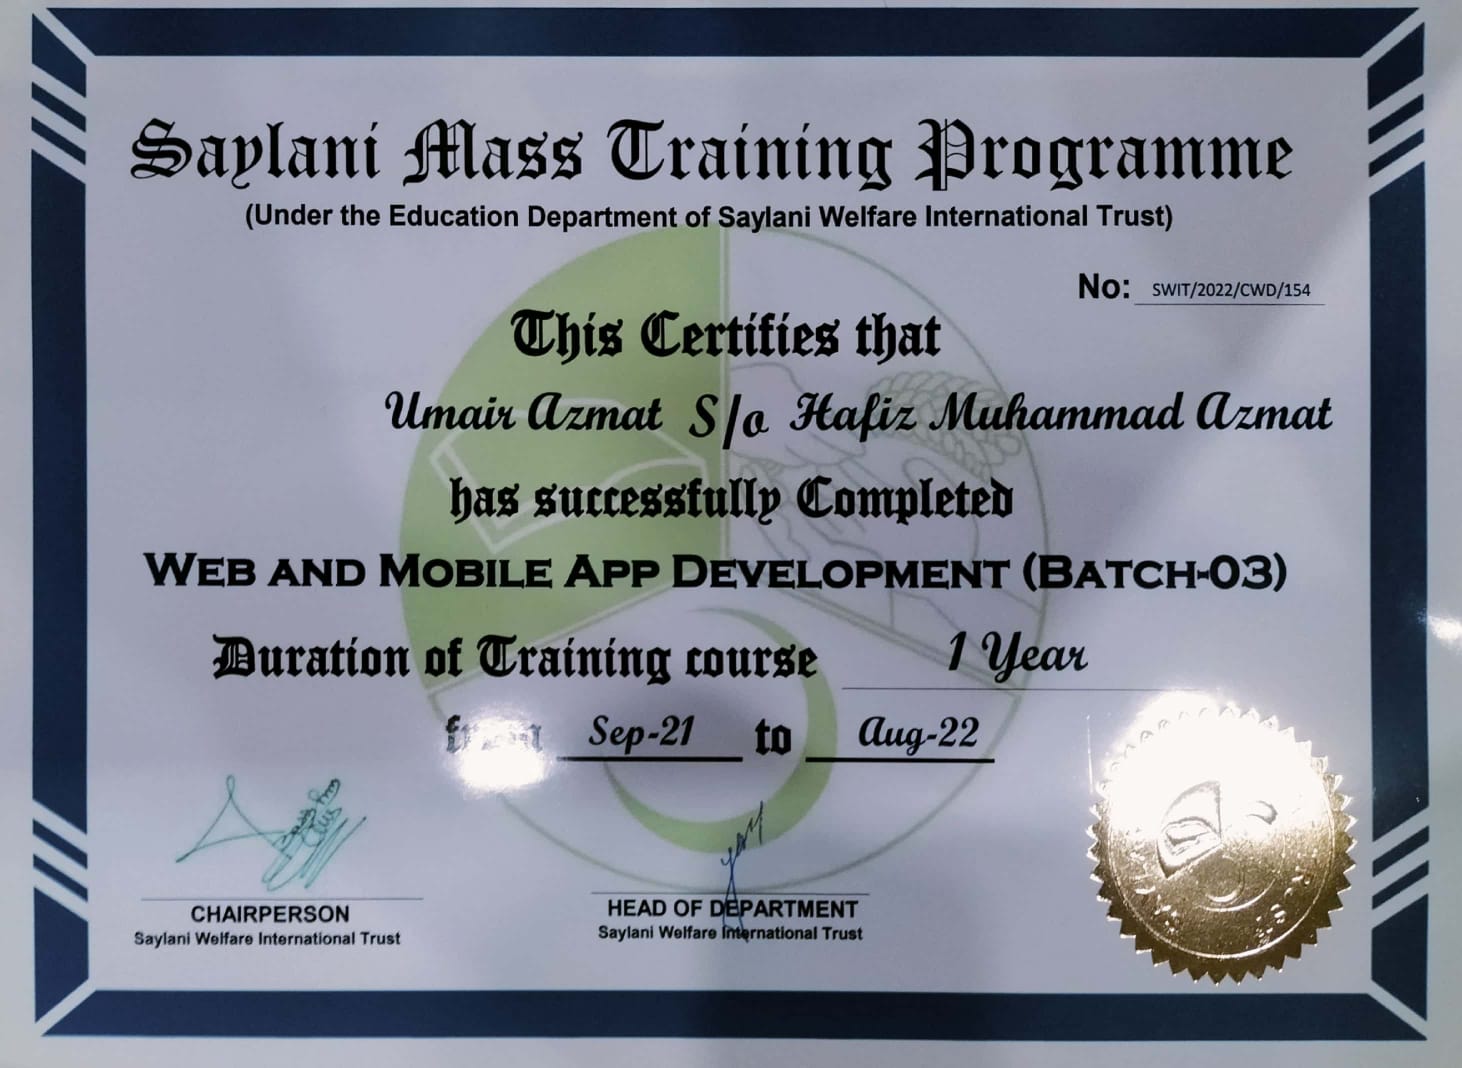 Saylani Mass Training Programme
(Under the Education Department of Saylani Welfare International Trust)
No: SWIT/2022/CWD/154
This Certifies that
Umair Azmat S/o Hafiz Muhammad Azmat
has successfully Completed
WEB AND MOBILE APP DEVELOPMENT (BATCH-03)
Duration of Training course 1 Year
from Sep-21 to Aug-22
CHAIRPERSON
Saylani Welfare International Trust
HEAD OF DEPARTMENT
Saylani Welfare International Trust